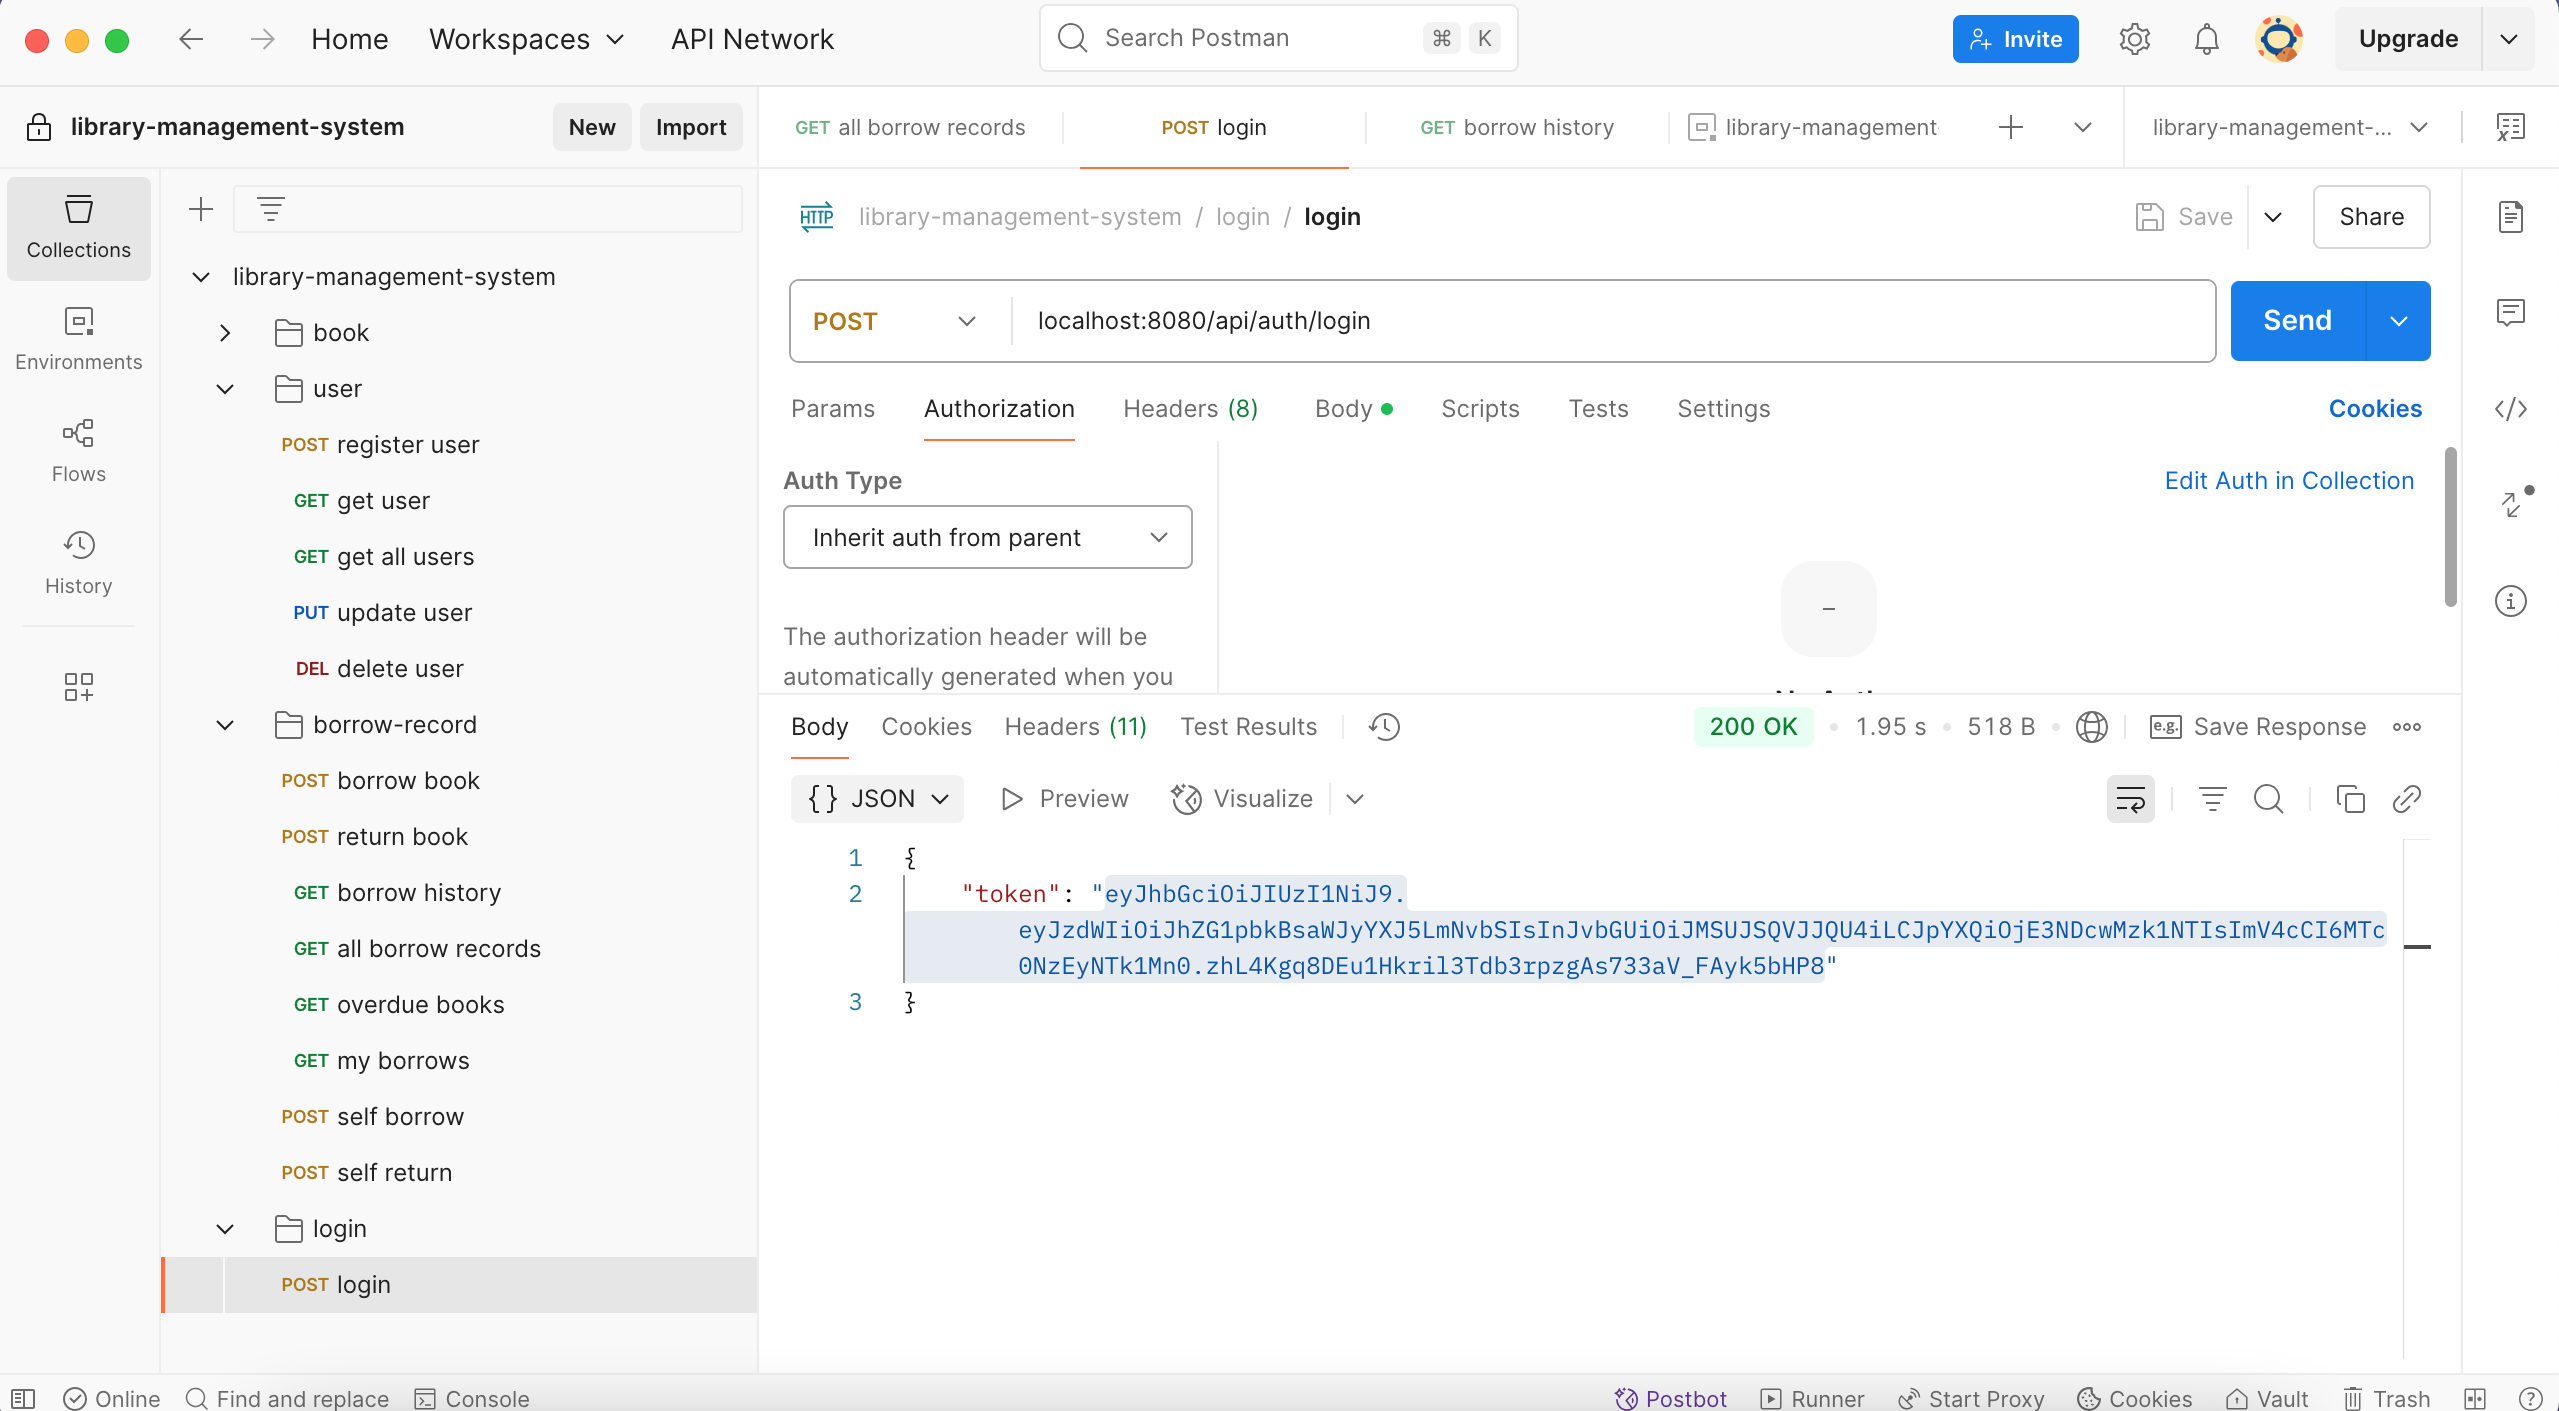 Home
Workspaces
API Network
Search Postman
⌘ K
Invite
Upgrade
library-management-system
New
Import
GET all borrow records
POST login
GET borrow history
library-management
library-management-...
Collections
Environments
Flows
History
library-management-system
book
user
POST register user
GET get user
GET get all users
PUT update user
DEL delete user
borrow-record
POST borrow book
POST return book
GET borrow history
GET all borrow records
GET overdue books
GET my borrows
POST self borrow
POST self return
login
POST login
HTTP
library-management-system / login / login
Save
Share
POST
localhost:8080/api/auth/login
Send
Params
Authorization
Headers (8)
Body
Scripts
Tests
Settings
Cookies
Auth Type
Edit Auth in Collection
Inherit auth from parent
–
The authorization header will be
automatically generated when you
Body
Cookies
Headers (11)
Test Results
200 OK
1.95 s
518 B
e.g.
Save Response
{} JSON
Preview
Visualize
1 {
2 "token": "eyJhbGciOiJIUzI1NiJ9.
eyJzdWIiOiJhZG1pbkBsaWJyYXJ5LmNvbSIsInJvbGUiOiJMSUJSQVJJQU4iLCJpYXQiOjE3NDcwMzk1NTIsImV4cCI6MTc
0NzEyNTk1Mn0.zhL4Kgq8DEu1Hkril3Tdb3rpzgAs733aV_FAyk5bHP8"
3 }
Online
Find and replace
Console
Postbot
Runner
Start Proxy
Cookies
Vault
Trash